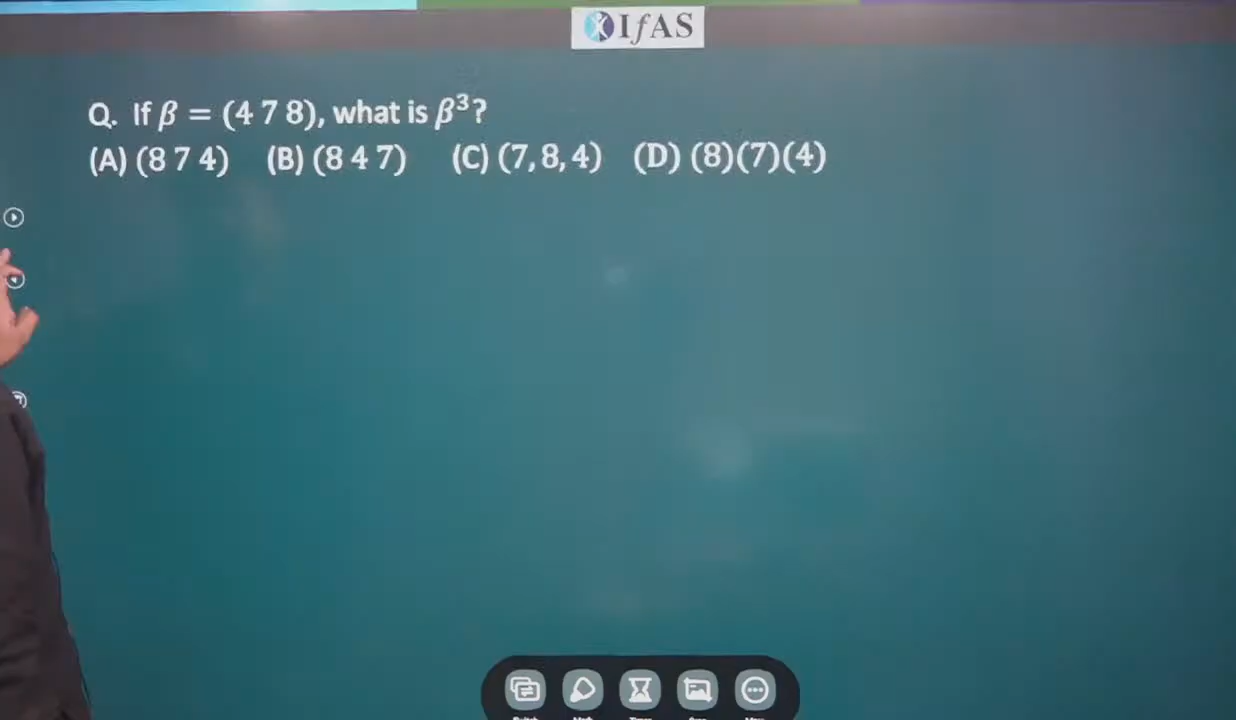 IfAS
Q. If β = (4 7 8), what is β³?
(A) (8 7 4) (B) (8 4 7) (C) (7, 8, 4) (D) (8)(7)(4)